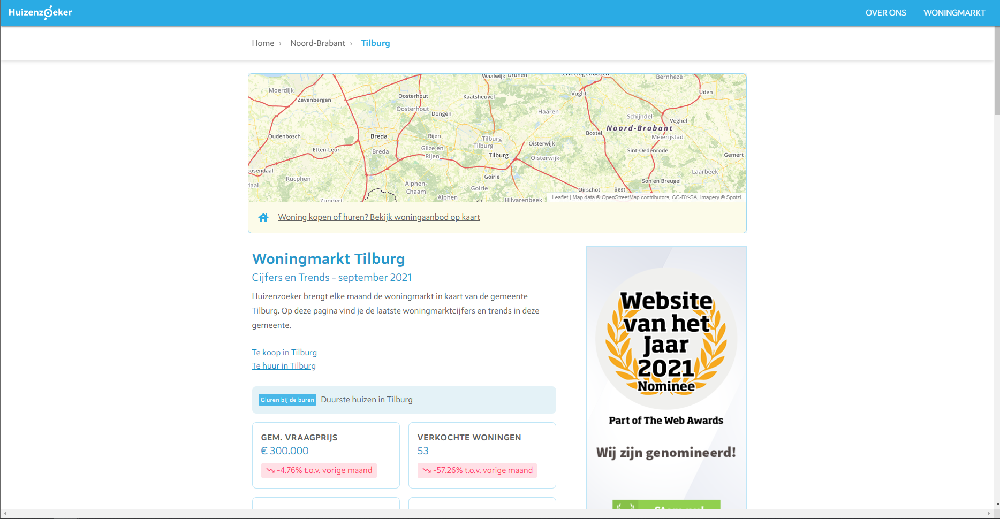 Huizenzoeker
OVER ONS
WONINGMARKT
Home › Noord-Brabant › Tilburg
Waalwijk
Drunen
Bernheze
Moerdijk
Zevenbergen
Oosterhout
Kaatsheuvel
Vught
Uden
Oosterhout
Dongen
Haaren
Schijndel
Veghel
Noord-Brabant
Oudenbosch
Breda
Rijen
Tilburg
Tilburg
Boxtel
Meierijstad
Etten-Leur
Breda
Gilze en
Rijen
Tilburg
Oisterwijk
Oisterwijk
Sint-Oedenrode
Gemert
oosendaal
Rucphen
Goirle
Laarbeek
daal
Alphen-
Chaam
Goirle
Son en Breugel
Oirschot
Best
Zundert
Alphen
Hilvarenbeek
Leaflet | Map data © OpenStreetMap contributors, CC-BY-SA, Imagery © Spotzi
Woning kopen of huren? Bekijk woningaanbod op kaart
Woningmarkt Tilburg
Cijfers en Trends - september 2021
Huizenzoeker brengt elke maand de woningmarkt in kaart van de gemeente
Tilburg. Op deze pagina vind je de laatste woningmarktcijfers en trends in deze
gemeente.
Te koop in Tilburg
Te huur in Tilburg
Gluren bij de buren Duurste huizen in Tilburg
GEM. VRAAGPRIJS
€ 300.000
-4.76% t.o.v. vorige maand
VERKOCHTE WONINGEN
53
-57.26% t.o.v. vorige maand
Website
van het
Jaar
2021
Nominee
Part of The Web Awards
Wij zijn genomineerd!